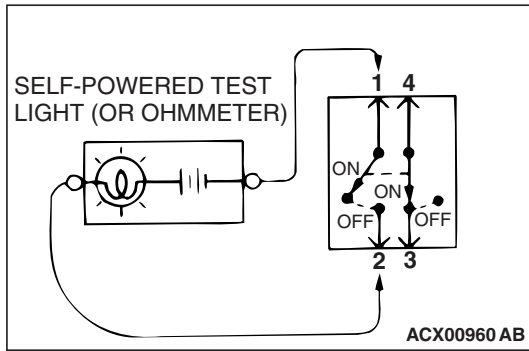 SELF-POWERED TEST
LIGHT (OR OHMMETER)
1 4
ON
ON
OFF OFF
2 3
ACX00960 AB